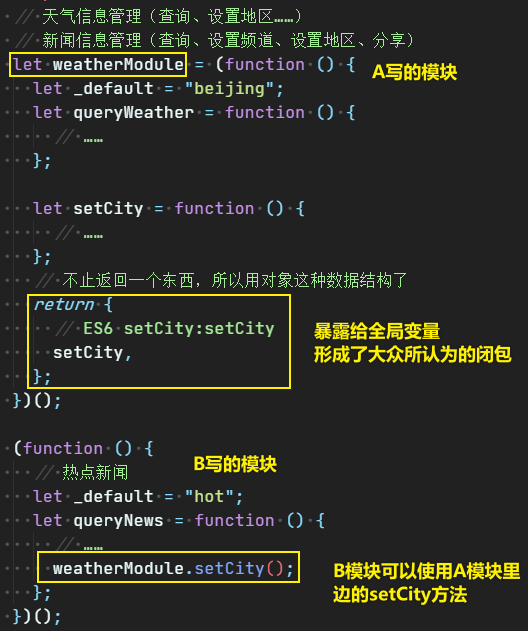 // 天气信息管理（查询、设置地区……）
// 新闻信息管理（查询、设置频道、设置地区、分享）
let weatherModule = (function () {
A写的模块
let _default = "beijing";
let queryWeather = function () {
// ……
};
let setCity = function () {
// ……
};
// 不止返回一个东西，所以用对象这种数据结构了
return {
// ES6 setCity:setCity
setCity,
};
暴露给全局变量
形成了大众所认为的闭包
})();
(function () {
B写的模块
// 热点新闻
let _default = "hot";
let queryNews = function () {
// ……
weatherModule.setCity();
B模块可以使用A模块里
边的setCity方法
};
})();